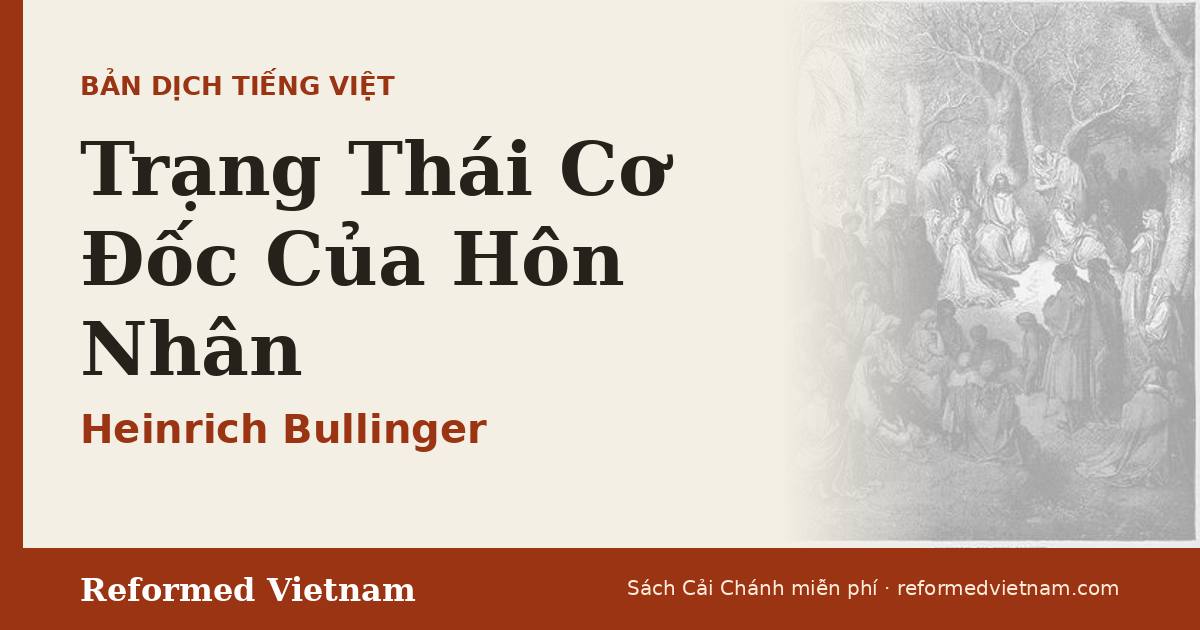 BẢN DỊCH TIẾNG VIỆT
Trạng Thái Cơ
Đốc Của Hôn
Nhân
Heinrich Bullinger
Reformed Vietnam
Sách Cải Chánh miễn phí · reformedvietnam.com